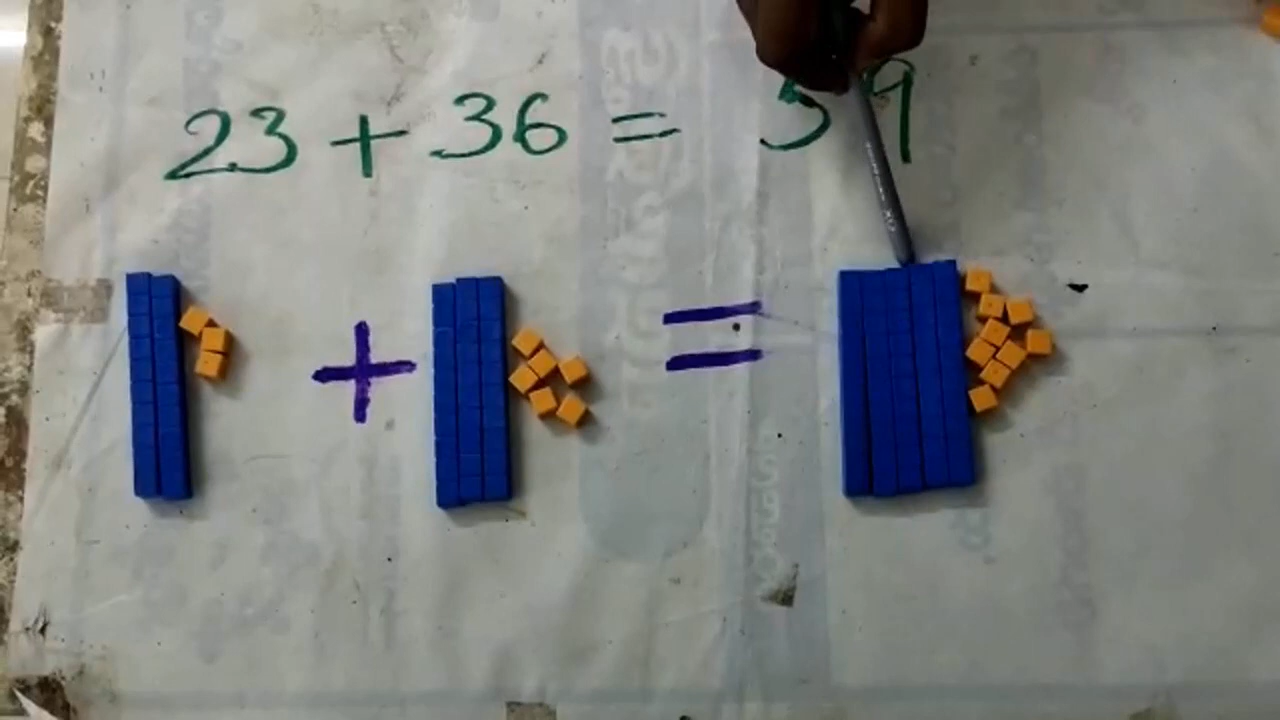 23 + 36 = 59
+ =